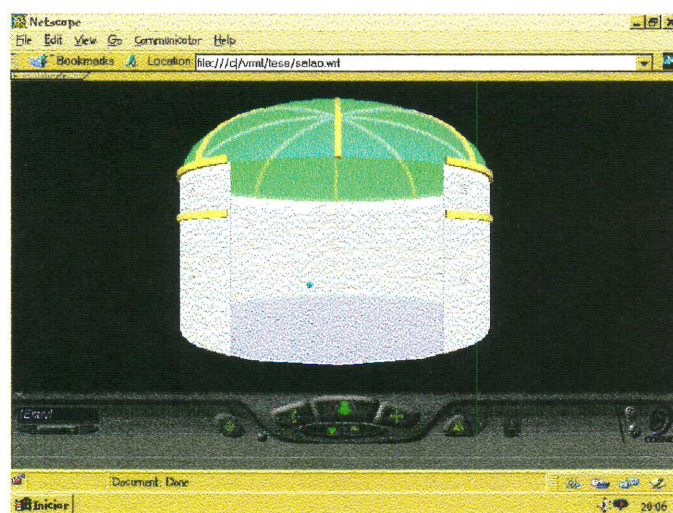 Netscape
File Edit View Go Communicator Help
Bookmarks Location: file:///c|/vrml/tese/salao.wrl
Document: Done
Iniciar 20:06